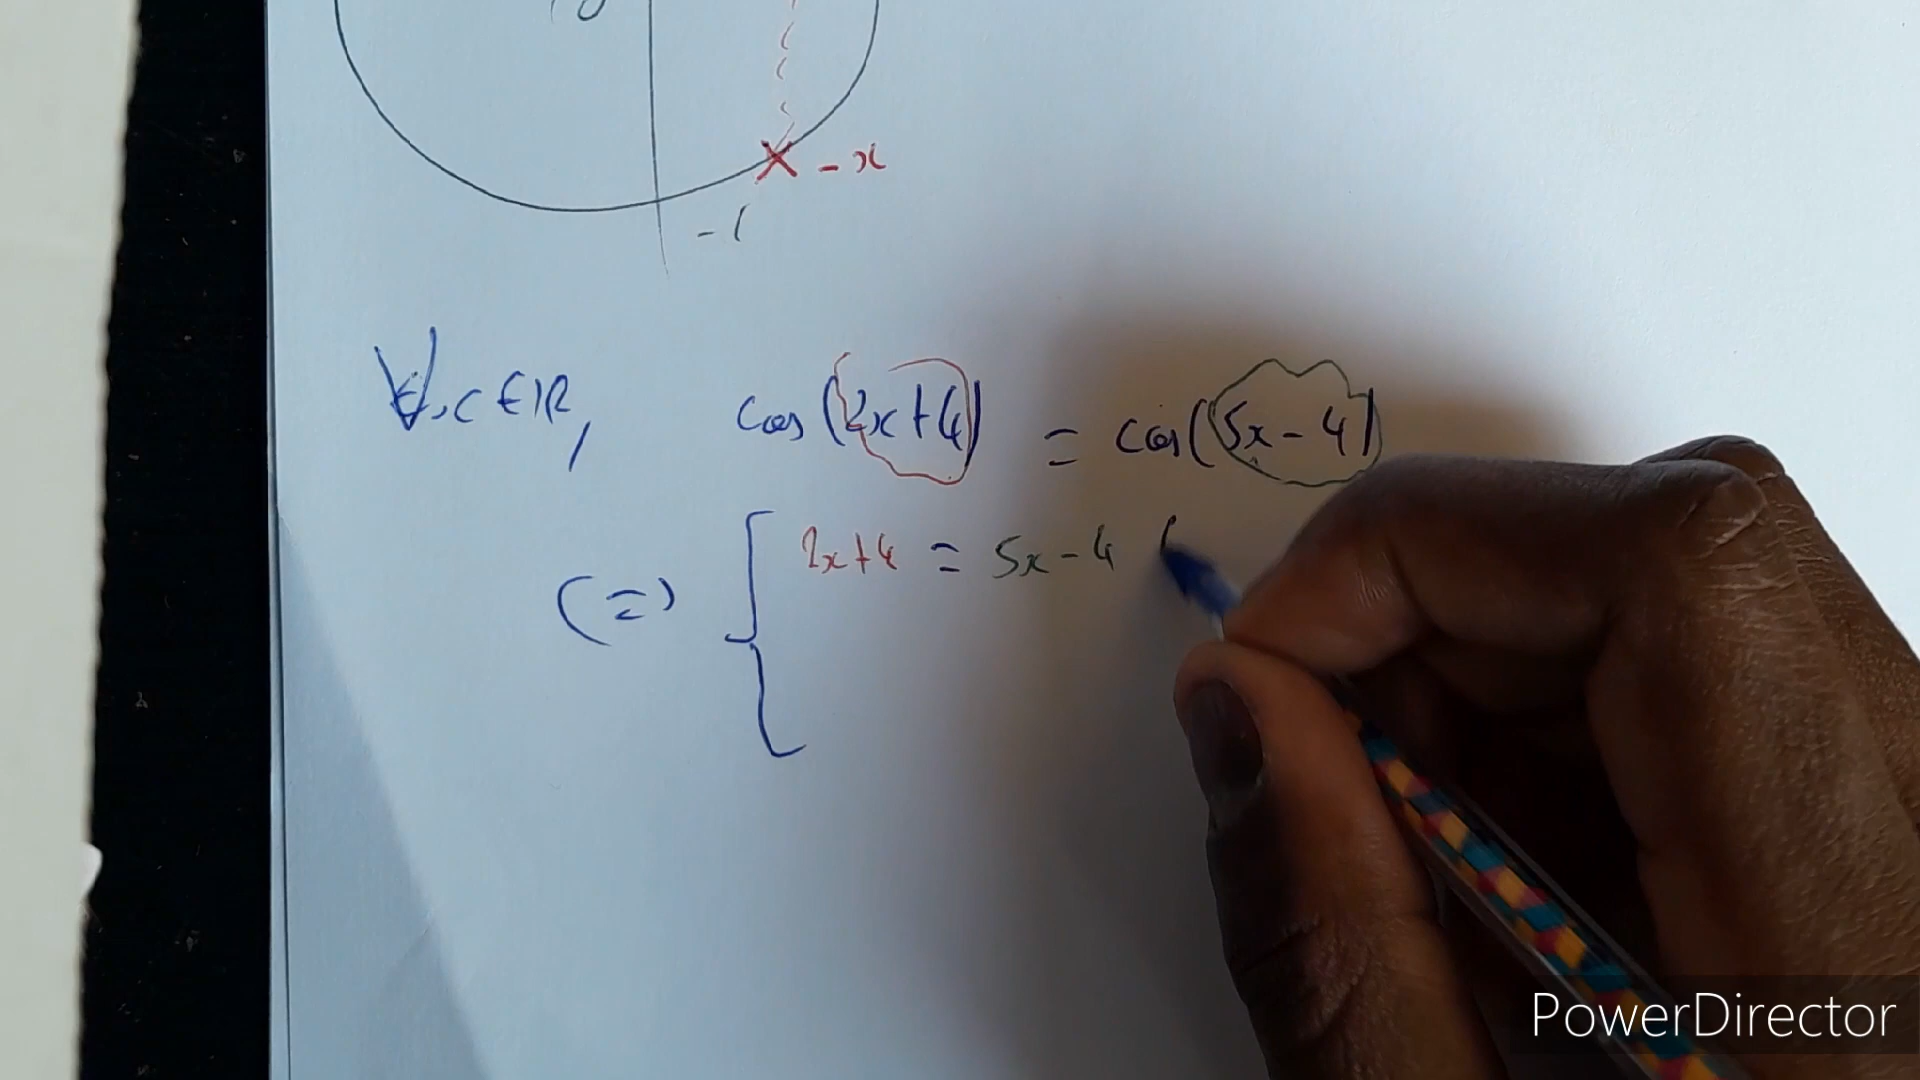 -x
-1
∀x∈ℝ, cos(2x+4) = cos(5x-4)
(=) { 2x+4 = 5x-4 (
PowerDirector